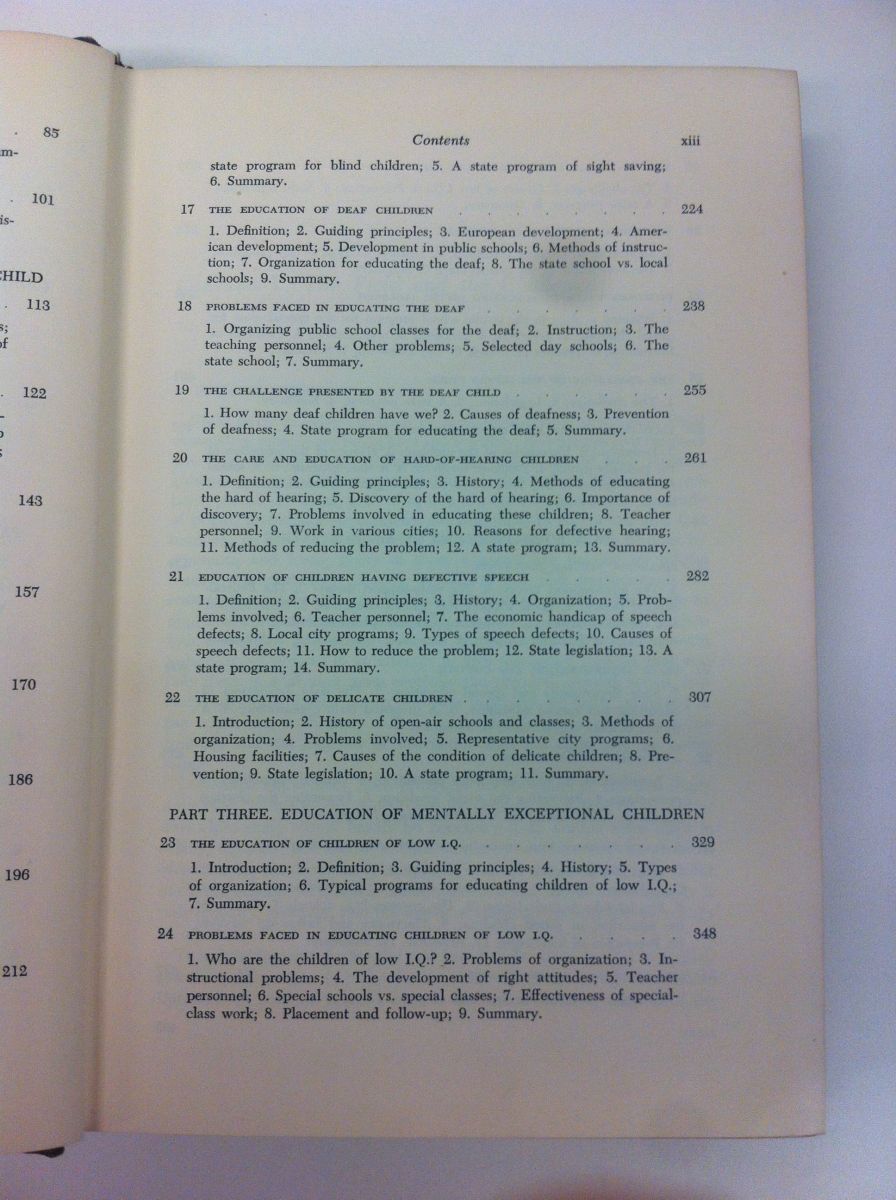 85
m-
101
is-
CHILD
113
s;
of
122
143
157
170
186
196
212
Contents xiii
state program for blind children; 5. A state program of sight saving;
6. Summary.
17 THE EDUCATION OF DEAF CHILDREN . . . . . . . . 224
1. Definition; 2. Guiding principles; 3. European development; 4. Amer-
ican development; 5. Development in public schools; 6. Methods of instruc-
tion; 7. Organization for educating the deaf; 8. The state school vs. local
schools; 9. Summary.
18 PROBLEMS FACED IN EDUCATING THE DEAF . . . . . . . 238
1. Organizing public school classes for the deaf; 2. Instruction; 3. The
teaching personnel; 4. Other problems; 5. Selected day schools; 6. The
state school; 7. Summary.
19 THE CHALLENGE PRESENTED BY THE DEAF CHILD . . . . . . 255
1. How many deaf children have we? 2. Causes of deafness; 3. Prevention
of deafness; 4. State program for educating the deaf; 5. Summary.
20 THE CARE AND EDUCATION OF HARD-OF-HEARING CHILDREN . . . 261
1. Definition; 2. Guiding principles; 3. History; 4. Methods of educating
the hard of hearing; 5. Discovery of the hard of hearing; 6. Importance of
discovery; 7. Problems involved in educating these children; 8. Teacher
personnel; 9. Work in various cities; 10. Reasons for defective hearing;
11. Methods of reducing the problem; 12. A state program; 13. Summary.
21 EDUCATION OF CHILDREN HAVING DEFECTIVE SPEECH . . . . . 282
1. Definition; 2. Guiding principles; 3. History; 4. Organization; 5. Prob-
lems involved; 6. Teacher personnel; 7. The economic handicap of speech
defects; 8. Local city programs; 9. Types of speech defects; 10. Causes of
speech defects; 11. How to reduce the problem; 12. State legislation; 13. A
state program; 14. Summary.
22 THE EDUCATION OF DELICATE CHILDREN . . . . . . . . 307
1. Introduction; 2. History of open-air schools and classes; 3. Methods of
organization; 4. Problems involved; 5. Representative city programs; 6.
Housing facilities; 7. Causes of the condition of delicate children; 8. Pre-
vention; 9. State legislation; 10. A state program; 11. Summary.
PART THREE. EDUCATION OF MENTALLY EXCEPTIONAL CHILDREN
23 THE EDUCATION OF CHILDREN OF LOW I.Q. . . . . . . . 329
1. Introduction; 2. Definition; 3. Guiding principles; 4. History; 5. Types
of organization; 6. Typical programs for educating children of low I.Q.;
7. Summary.
24 PROBLEMS FACED IN EDUCATING CHILDREN OF LOW I.Q. . . . . 348
1. Who are the children of low I.Q.? 2. Problems of organization; 3. In-
structional problems; 4. The development of right attitudes; 5. Teacher
personnel; 6. Special schools vs. special classes; 7. Effectiveness of special-
class work; 8. Placement and follow-up; 9. Summary.